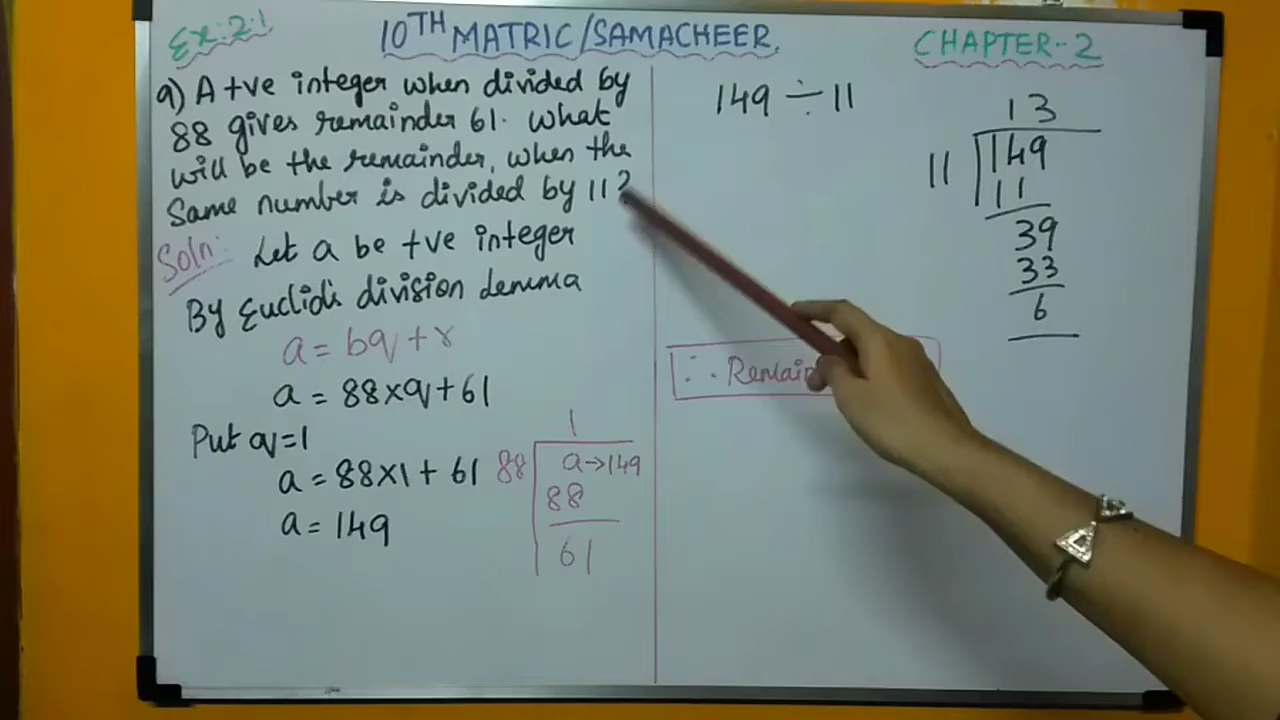 Ex:2.1
10TH MATRIC/SAMACHEER.
CHAPTER-2
9) A +ve integer when divided by
88 gives remainder 61. What
will be the remainder, when the
Same number is divided by 11?
Soln:
Let a be +ve integer
By Euclid's division lemma
a = bq + r
a = 88×q+61
Put q=1
a = 88×1 + 61
a = 149
1
88 a→149
88
61
149 ÷ 11
13
11 149
11
39
33
6
∴ Remain